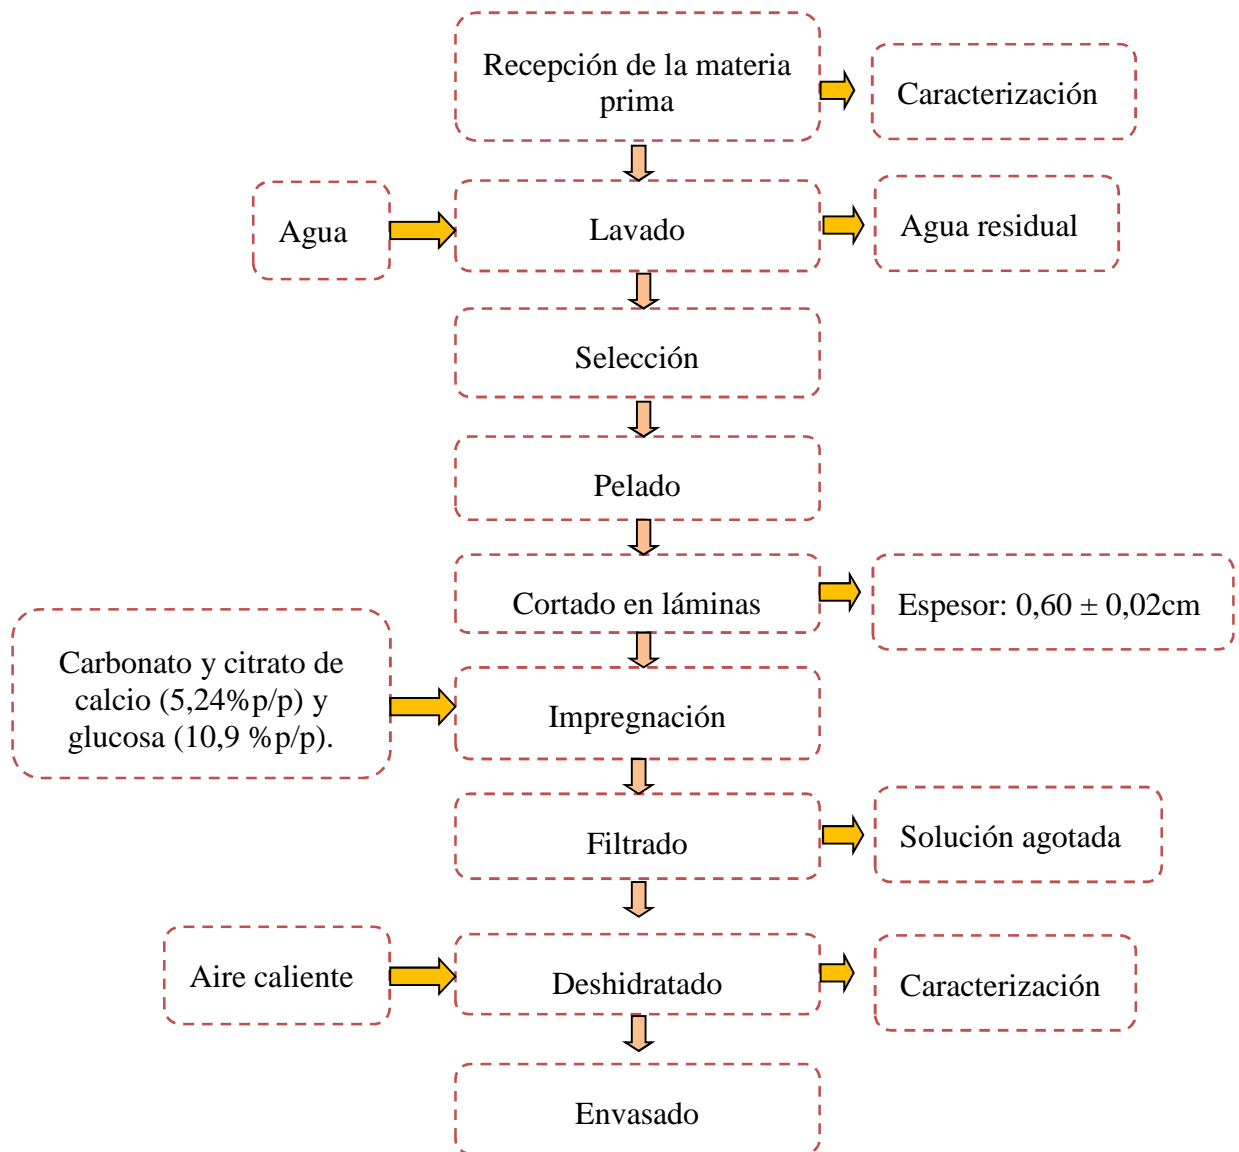 Recepción de la materia
prima
Caracterización
Agua
Lavado
Agua residual
Selección
Pelado
Cortado en láminas
Espesor: 0,60 ± 0,02cm
Carbonato y citrato de
calcio (5,24%p/p) y
glucosa (10,9 %p/p).
Impregnación
Filtrado
Solución agotada
Aire caliente
Deshidratado
Caracterización
Envasado